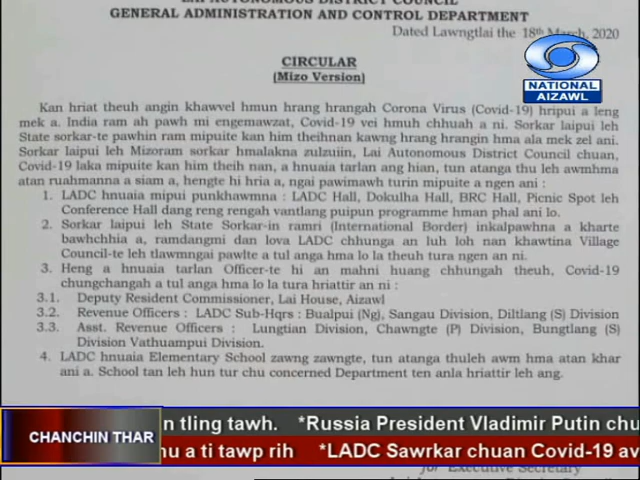 LAI AUTONOMOUS DISTRICT COUNCIL
GENERAL ADMINISTRATION AND CONTROL DEPARTMENT
Dated Lawngtlai the 18th March, 2020
CIRCULAR
(Mizo Version)
NATIONAL
AIZAWL
Kan hriat theuh angin khawvel hmun hrang hrangah Corona Virus (Covid-19) hripui a leng
mek a. India ram ah pawh mi engemawzat, Covid-19 vei hmuh chhuah a ni. Sorkar laipui leh
State sorkar-te pawhin ram mipuite kan him theihnan kawng hrang hrangin hma ala mek zel ani.
Sorkar laipui leh Mizoram sorkar hmalakna zulzuiin, Lai Autonomous District Council chuan,
Covid-19 laka mipuite kan him theih nan, a hnuaia tarlan ang hian, tun atanga thu leh awmhma
atan ruahmanna a siam a, hengte hi hria a, ngai pawimawh turin mipuite a ngen ani :
1. LADC hnuaia mipui punkhawmna : LADC Hall, Dokulha Hall, BRC Hall, Picnic Spot leh
Conference Hall dang reng rengah vantlang puipun programme hman phal ani lo.
2. Sorkar laipui leh State Sorkar-in ramri (International Border) inkalpawhna a kharte
bawhchhia a, ramdangmi dan lova LADC chhunga an luh loh nan khawtina Village
Council-te leh tlawmngai pawlte a tul anga hma lo la theuh tura ngen an ni.
3. Heng a hnuaia tarlan Officer-te hi an mahni huang chhungah theuh, Covid-19
chungchangah a tul anga hma lo la tura hriattir an ni :
3.1. Deputy Resident Commissioner, Lai House, Aizawl
3.2. Revenue Officers : LADC Sub-Hqrs : Bualpui (Ng), Sangau Division, Diltlang (S) Division
3.3. Asst. Revenue Officers : Lungtian Division, Chawngte (P) Division, Bungtlang (S)
Division Vathuampui Division.
4. LADC hnuaia Elementary School zawng zawngte, tun atanga thuleh awm hma atan khar
ani a. School tan leh hun tur chu concerned Department ten anla hriattir leh ang.
CHANCHIN THAR
n tling tawh. *Russia President Vladimir Putin chu
u a ti tawp rih *LADC Sawrkar chuan Covid-19 av
for Executive Secretary